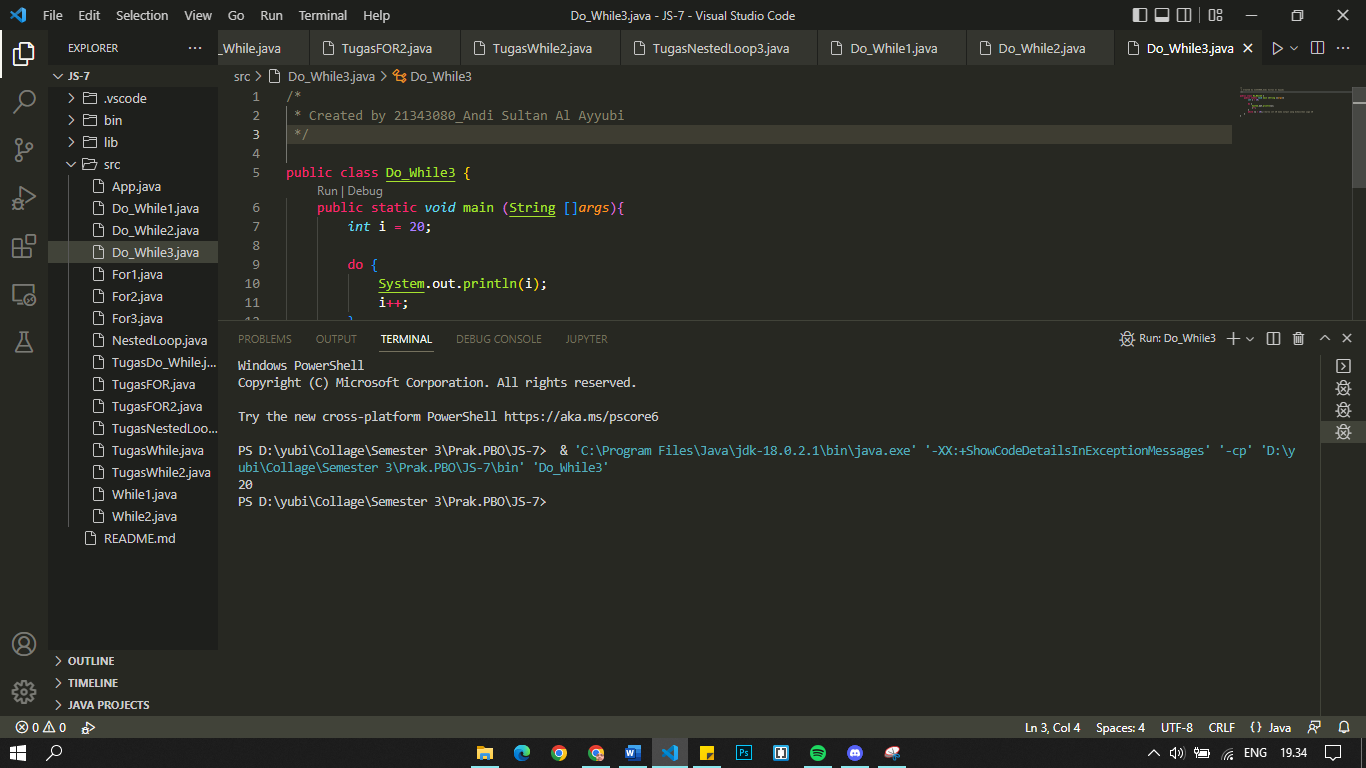 File Edit Selection View Go Run Terminal Help Do_While3.java - JS-7 - Visual Studio Code
EXPLORER ···
_While.java TugasFOR2.java TugasWhile2.java TugasNestedLoop3.java Do_While1.java Do_While2.java Do_While3.java
JS-7
.vscode
bin
lib
src
App.java
Do_While1.java
Do_While2.java
Do_While3.java
For1.java
For2.java
For3.java
NestedLoop.java
TugasDo_While.j...
TugasFOR.java
TugasFOR2.java
TugasNestedLoo...
TugasWhile.java
TugasWhile2.java
While1.java
While2.java
README.md
OUTLINE
TIMELINE
JAVA PROJECTS
src > Do_While3.java > Do_While3
1 /*
2 * Created by 21343080_Andi Sultan Al Ayyubi
3 */
4
5 public class Do_While3 {
Run | Debug
6 public static void main (String []args){
7 int i = 20;
8
9 do {
10 System.out.println(i);
11 i++;
12 }
PROBLEMS OUTPUT TERMINAL DEBUG CONSOLE JUPYTER Run: Do_While3
Windows PowerShell
Copyright (C) Microsoft Corporation. All rights reserved.
Try the new cross-platform PowerShell https://aka.ms/pscore6
PS D:\yubi\Collage\Semester 3\Prak.PBO\JS-7> & 'C:\Program Files\Java\jdk-18.0.2.1\bin\java.exe' '-XX:+ShowCodeDetailsInExceptionMessages' '-cp' 'D:\y
ubi\Collage\Semester 3\Prak.PBO\JS-7\bin' 'Do_While3'
20
PS D:\yubi\Collage\Semester 3\Prak.PBO\JS-7>
0 0 Ln 3, Col 4 Spaces: 4 UTF-8 CRLF {} Java
W Ps ENG 19.34